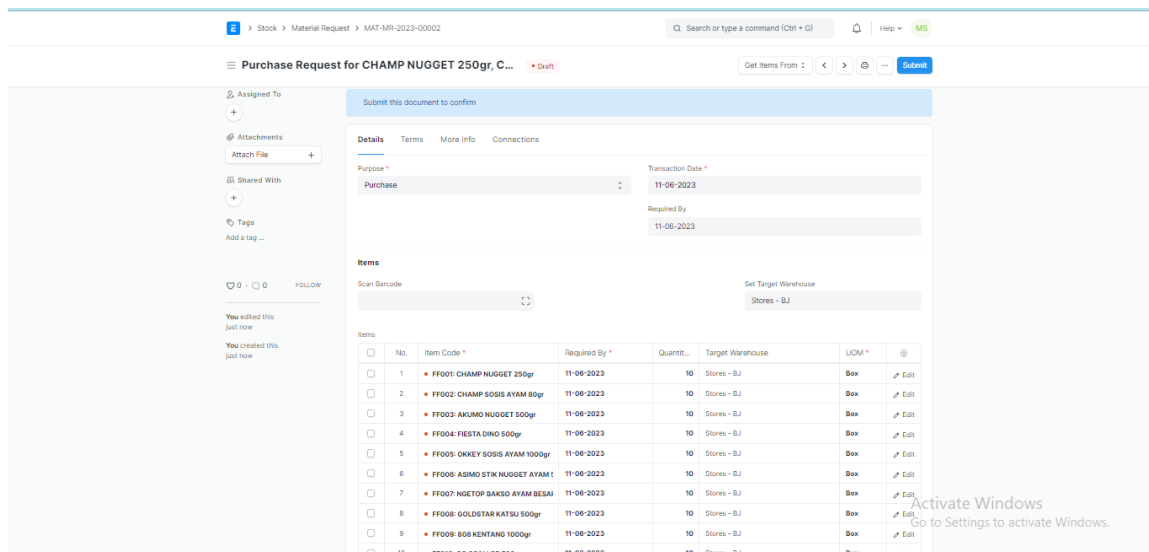 E > Stock > Material Request > MAT-MR-2023-00002
Search or type a command (Ctrl + G)
Help
MS
Purchase Request for CHAMP NUGGET 250gr, C...
Draft
Get Items From
Submit
Assigned To
Attachments
Attach File
Shared With
Tags
Add a tag ...
0 · 0
FOLLOW
You edited this
just now
You created this
just now
Submit this document to confirm
Details Terms More Info Connections
Purpose *
Purchase
Transaction Date *
11-06-2023
Required By
11-06-2023
Items
Scan Barcode
Set Target Warehouse
Stores - BJ
Items
No. Item Code * Required By * Quantit... Target Warehouse UOM *
1 FF001: CHAMP NUGGET 250gr 11-06-2023 10 Stores - BJ Box Edit
2 FF002: CHAMP SOSIS AYAM 80gr 11-06-2023 10 Stores - BJ Box Edit
3 FF003: AKUMO NUGGET 500gr 11-06-2023 10 Stores - BJ Box Edit
4 FF004: FIESTA DINO 500gr 11-06-2023 10 Stores - BJ Box Edit
5 FF005: OKKEY SOSIS AYAM 1000gr 11-06-2023 10 Stores - BJ Box Edit
6 FF006: ASIMO STIK NUGGET AYAM 11-06-2023 10 Stores - BJ Box Edit
7 FF007: NGETOP BAKSO AYAM BESAI 11-06-2023 10 Stores - BJ Box Edit
8 FF008: GOLDSTAR KATSU 500gr 11-06-2023 10 Stores - BJ Box Edit
9 FF009: 808 KENTANG 1000gr 11-06-2023 10 Stores - BJ Box Edit
Activate Windows
Go to Settings to activate Windows.